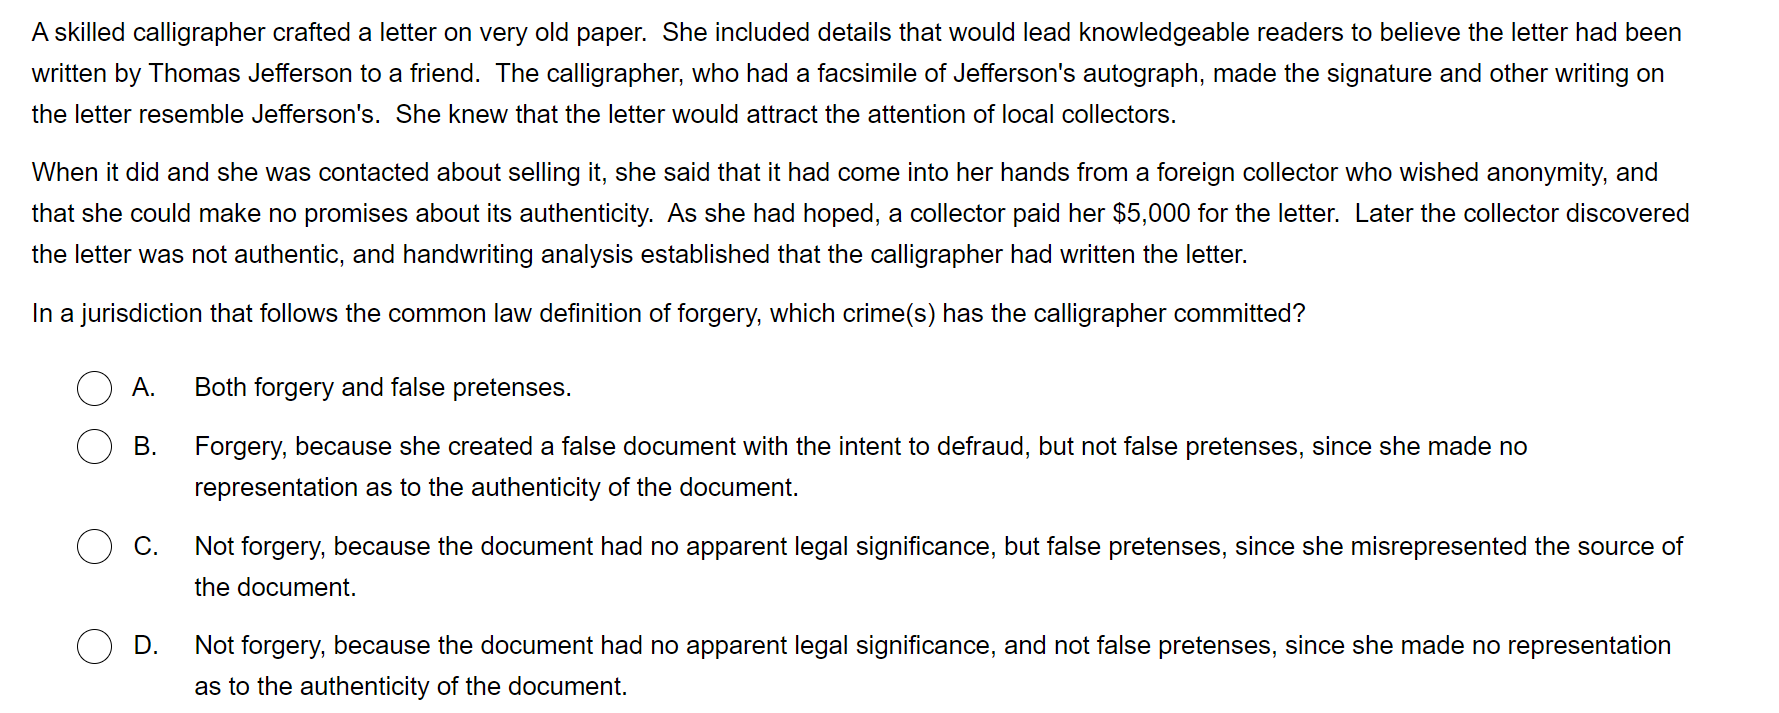 A skilled calligrapher crafted a letter on very old paper.  She included details that would lead knowledgeable readers to believe the letter had been
written by Thomas Jefferson to a friend.  The calligrapher, who had a facsimile of Jefferson's autograph, made the signature and other writing on
the letter resemble Jefferson's.  She knew that the letter would attract the attention of local collectors.
When it did and she was contacted about selling it, she said that it had come into her hands from a foreign collector who wished anonymity, and
that she could make no promises about its authenticity.  As she had hoped, a collector paid her $5,000 for the letter.  Later the collector discovered
the letter was not authentic, and handwriting analysis established that the calligrapher had written the letter.
In a jurisdiction that follows the common law definition of forgery, which crime(s) has the calligrapher committed?
A. Both forgery and false pretenses.
B. Forgery, because she created a false document with the intent to defraud, but not false pretenses, since she made no
representation as to the authenticity of the document.
C. Not forgery, because the document had no apparent legal significance, but false pretenses, since she misrepresented the source of
the document.
D. Not forgery, because the document had no apparent legal significance, and not false pretenses, since she made no representation
as to the authenticity of the document.